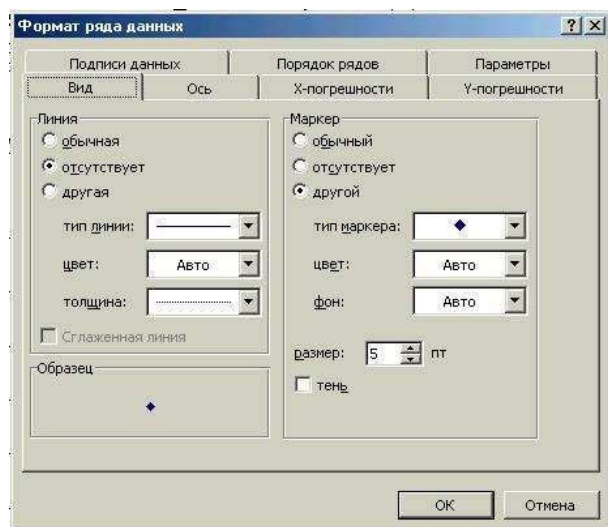 Формат ряда данных
Подписи данных Порядок рядов Параметры
Вид Ось X-погрешности Y-погрешности
Линия
обычная
отсутствует
другая
тип линии:
цвет: Авто
толщина:
Сглаженная линия
Образец
Маркер
обычный
отсутствует
другой
тип маркера:
цвет: Авто
фон: Авто
размер: 5 пт
тень
OK Отмена